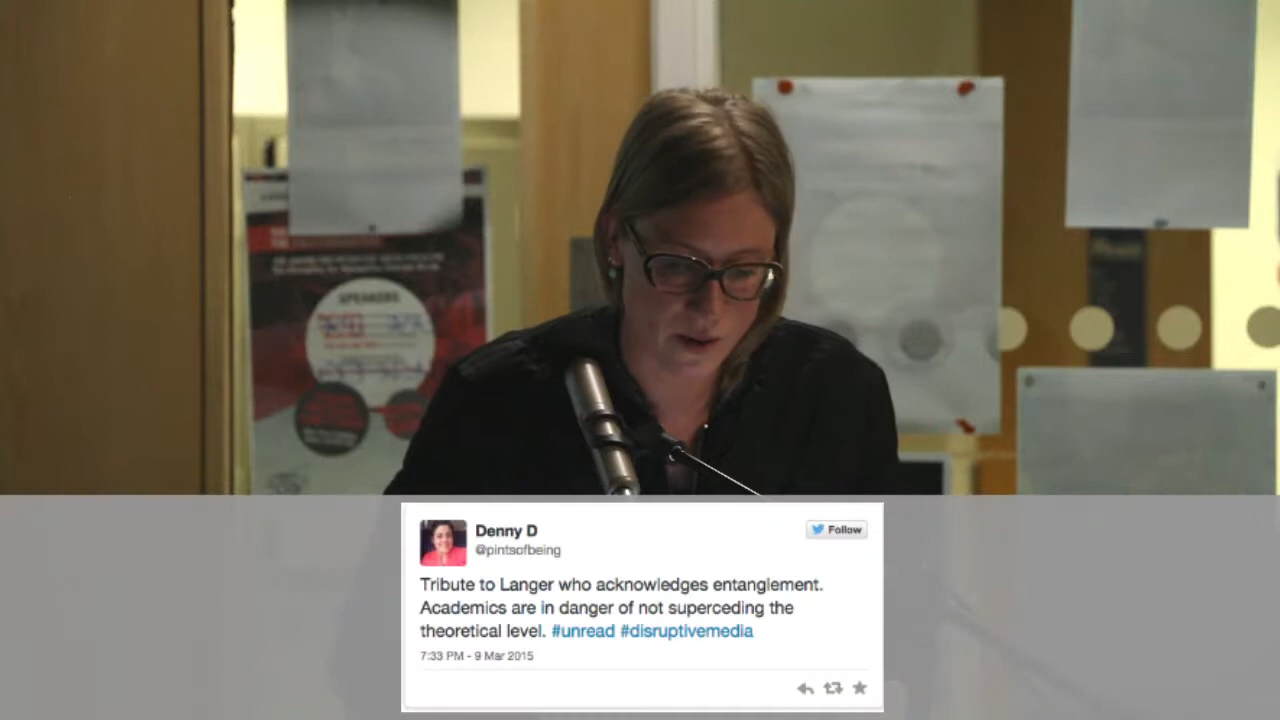 SPEAKERS
Denny D
@pintsofbeing
Follow
Tribute to Langer who acknowledges entanglement.
Academics are in danger of not superceding the
theoretical level. #unread #disruptivemedia
7:33 PM - 9 Mar 2015